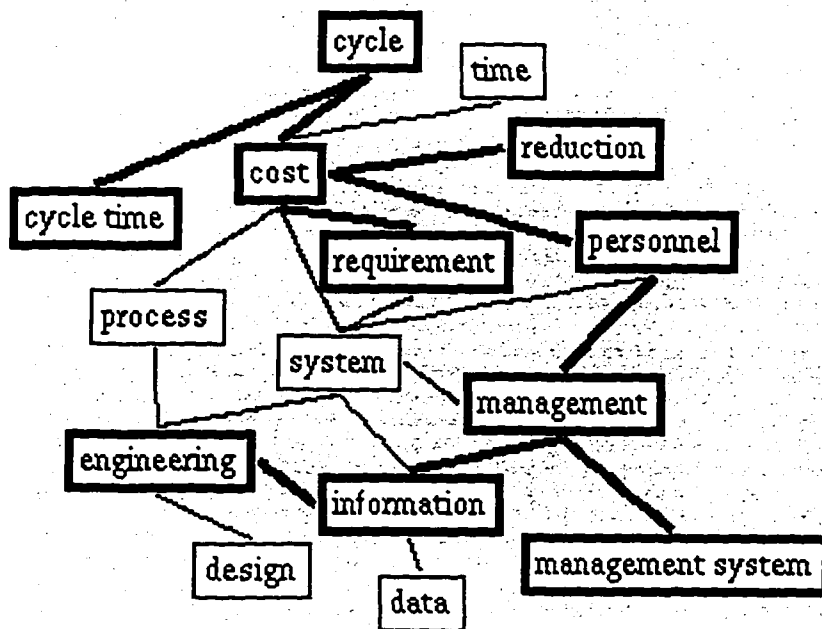 cycle
time
reduction
cost
cycle time
personnel
requirement
process
system
management
engineering
information
management system
design
data